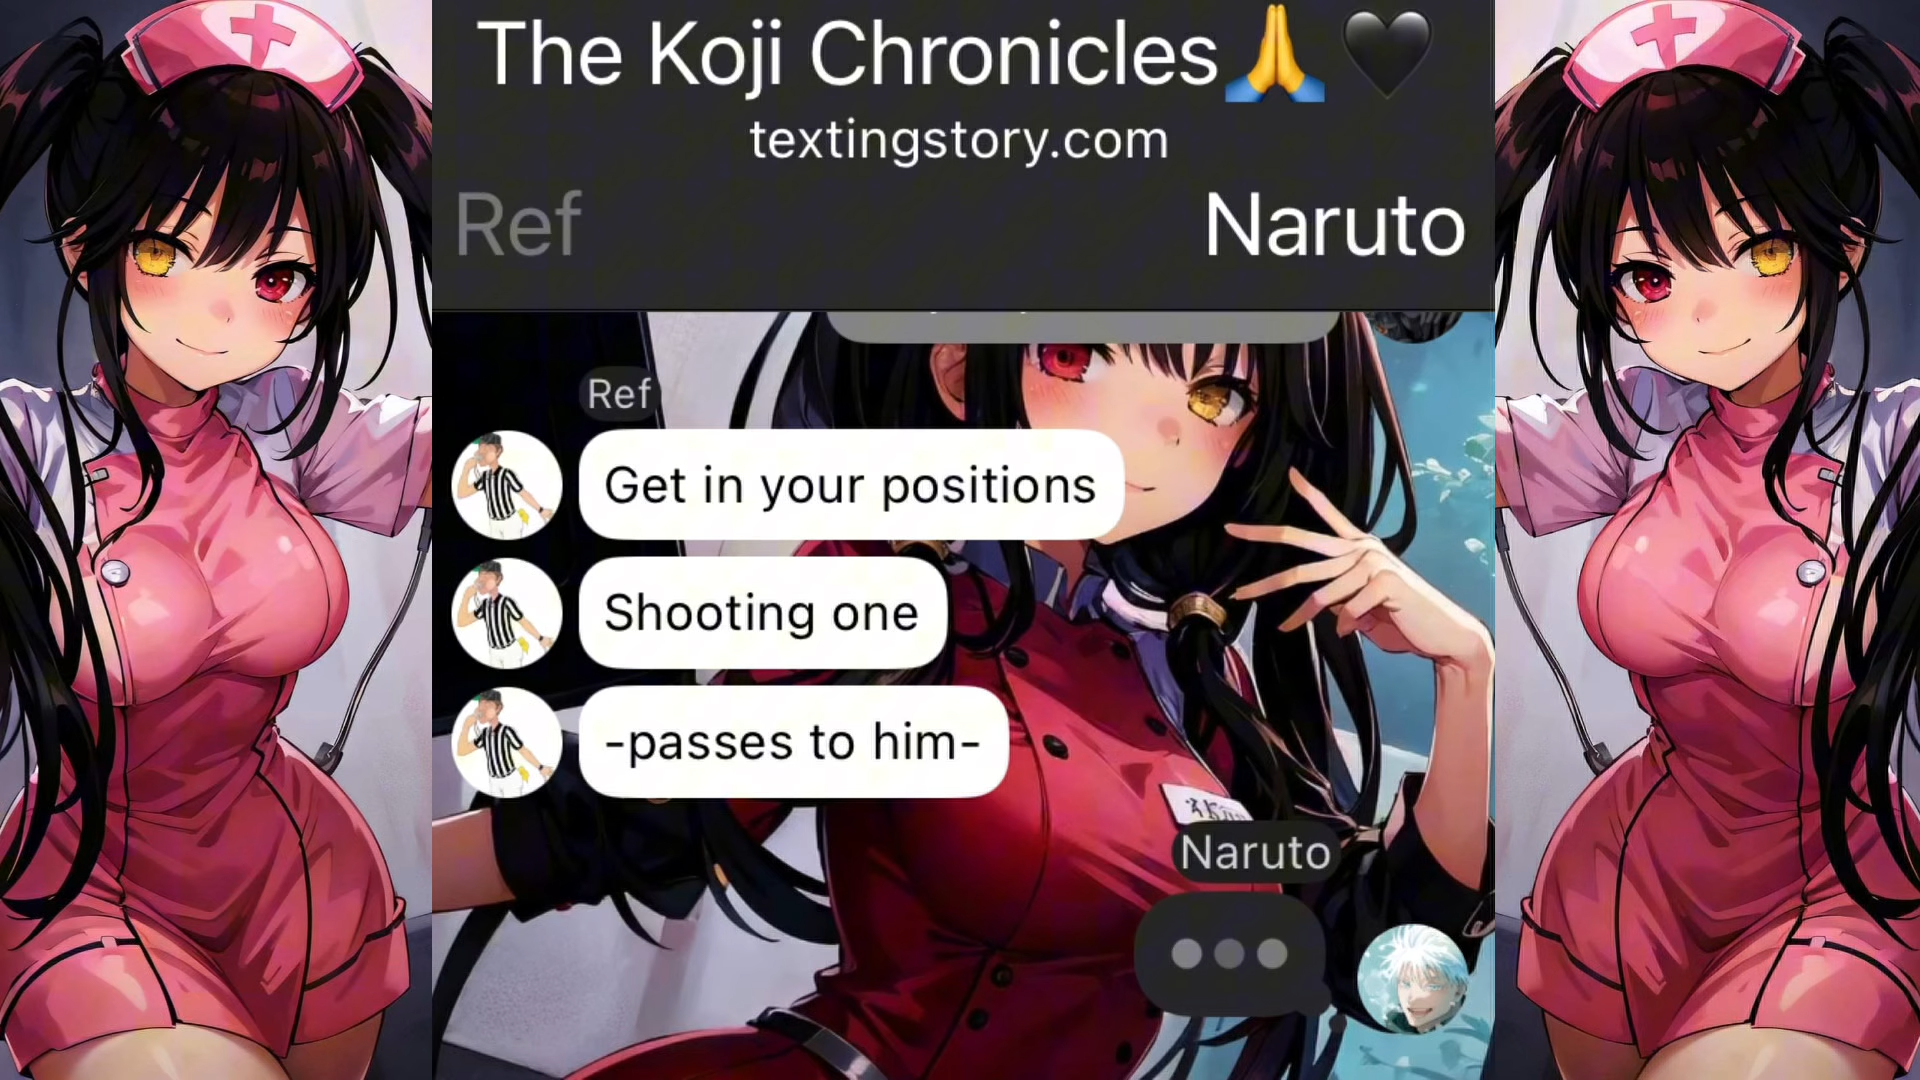 The Koji Chronicles🙏🖤
textingstory.com
Ref
Naruto
Ref
Get in your positions
Shooting one
-passes to him-
Naruto